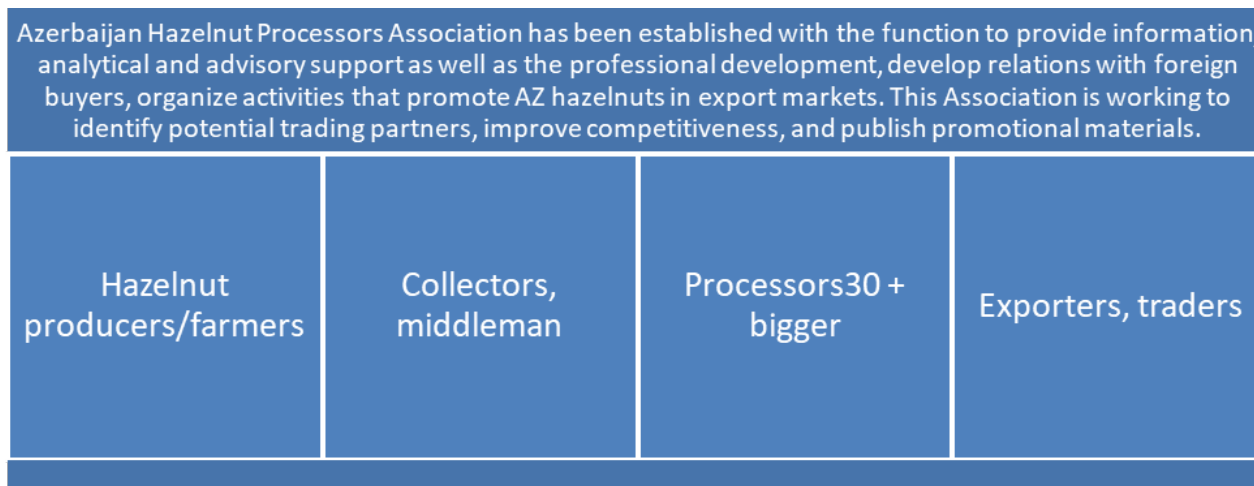 Azerbaijan Hazelnut Processors Association has been established with the function to provide information
analytical and advisory support as well as the professional development, develop relations with foreign
buyers, organize activities that promote AZ hazelnuts in export markets. This Association is working to
identify potential trading partners, improve competitiveness, and publish promotional materials.
Hazelnut
producers/farmers
Collectors,
middleman
Processors30 +
bigger
Exporters, traders